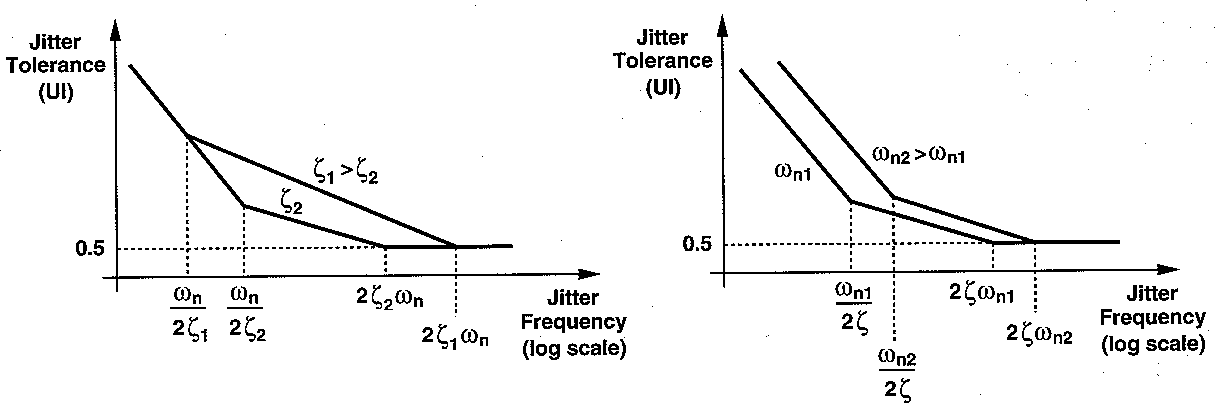 Jitter
Tolerance
(UI)
ζ1 > ζ2
ζ2
0.5
ωn
2ζ1
ωn
2ζ2
2ζ2ωn
2ζ1ωn
Jitter
Frequency
(log scale)
Jitter
Tolerance
(UI)
ωn2 > ωn1
ωn1
0.5
ωn1
2ζ
ωn2
2ζ
2ζωn1
2ζωn2
Jitter
Frequency
(log scale)